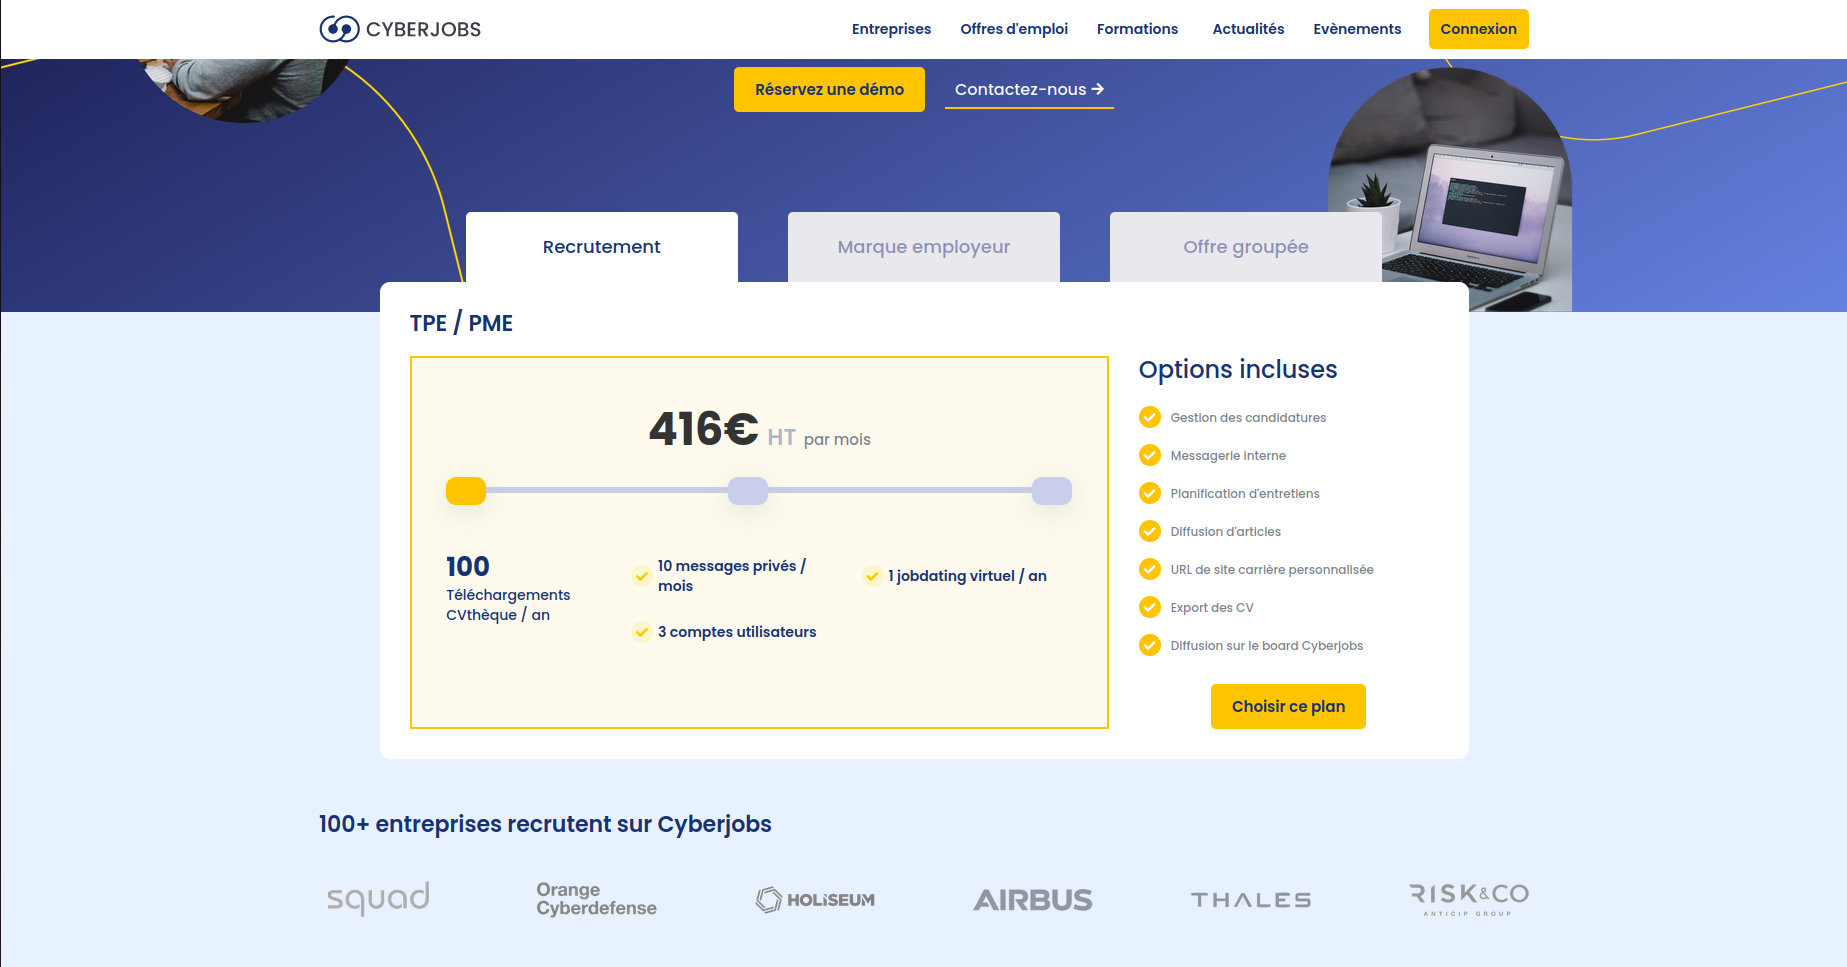 CYBERJOBS
Entreprises
Offres d'emploi
Formations
Actualités
Evènements
Connexion
Réservez une démo
Contactez-nous
Recrutement
Marque employeur
Offre groupée
TPE / PME
416€ HT par mois
100
Téléchargements
CVthèque / an
10 messages privés /
mois
3 comptes utilisateurs
1 jobdating virtuel / an
Options incluses
Gestion des candidatures
Messagerie interne
Planification d'entretiens
Diffusion d'articles
URL de site carrière personnalisée
Export des CV
Diffusion sur le board Cyberjobs
Choisir ce plan
100+ entreprises recrutent sur Cyberjobs
squad
Orange
Cyberdefense
HOLiSEUM
AIRBUS
THALES
RISK&CO
ANTICIP GROUP